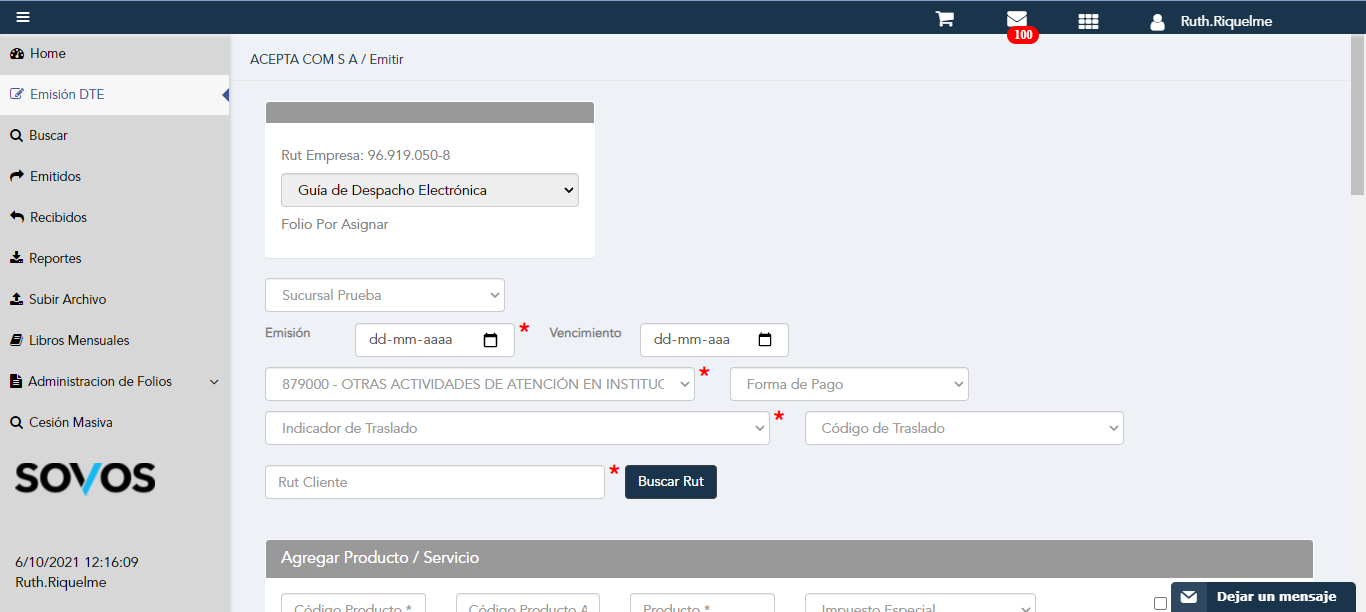 Ruth.Riquelme
100
Home
Emisión DTE
Buscar
Emitidos
Recibidos
Reportes
Subir Archivo
Libros Mensuales
Administracion de Folios
Cesión Masiva
SOVOS
6/10/2021 12:16:09
Ruth.Riquelme
ACEPTA COM S A / Emitir
Rut Empresa: 96.919.050-8
Guía de Despacho Electrónica
Folio Por Asignar
Sucursal Prueba
Emisión dd-mm-aaaa * Vencimiento dd-mm-aaa
879000 - OTRAS ACTIVIDADES DE ATENCIÓN EN INSTITUC * Forma de Pago
Indicador de Traslado * Código de Traslado
Rut Cliente * Buscar Rut
Agregar Producto / Servicio
Código Producto * Código Producto A Producto * Impuesto Especial
Dejar un mensaje